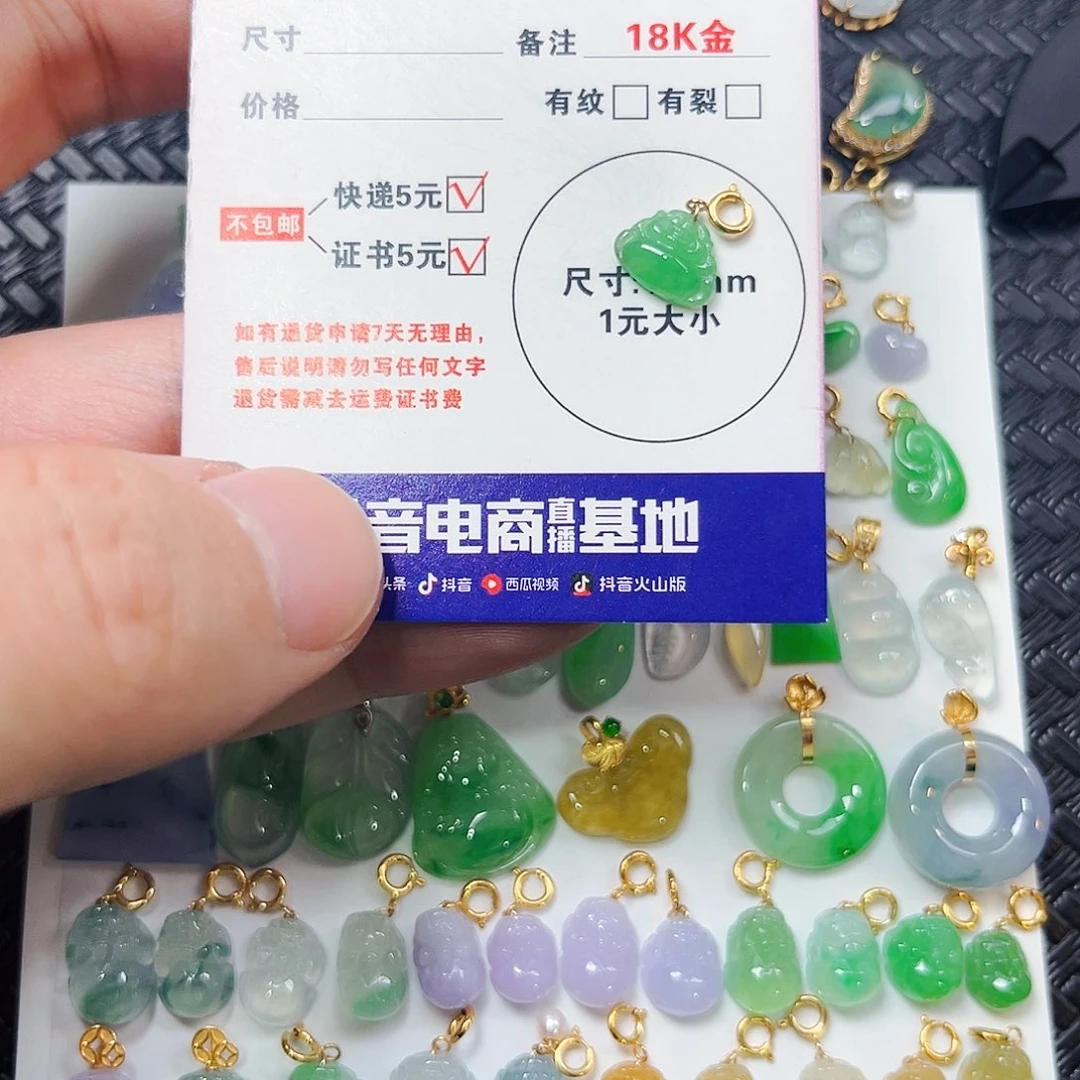 尺寸 备注 18K金
价格 有纹 有裂
快递5元
不包邮
证书5元
尺寸: mm
1元大小
如有退货申请7天无理由，
售后说明请勿写任何文字
退货需减去运费证书费
音电商直播基地
头条 抖音 西瓜视频 抖音火山版